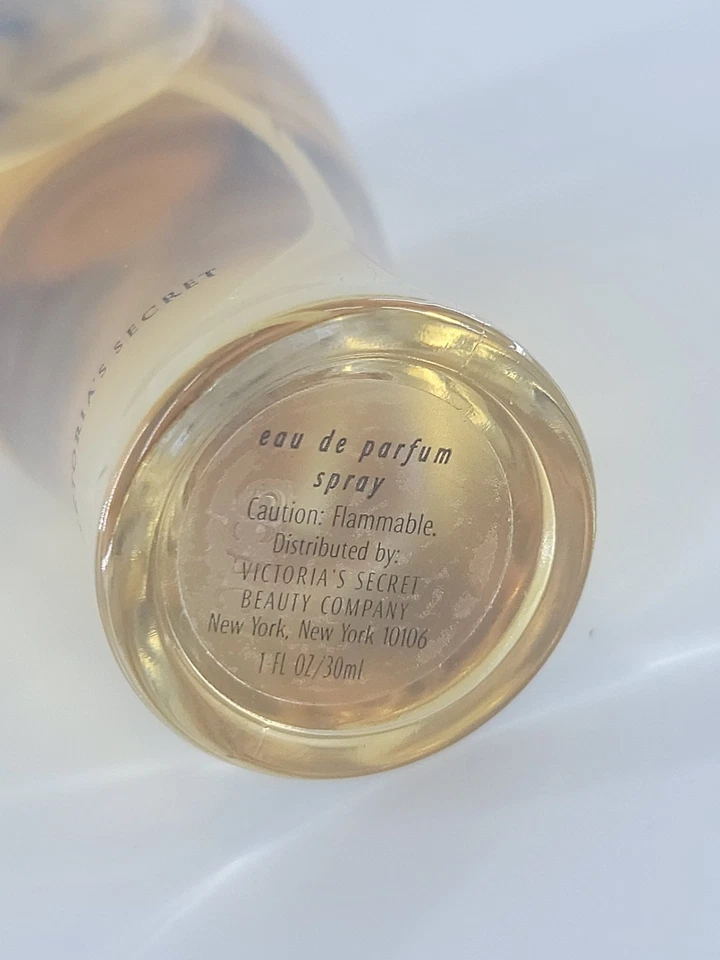 VICTORIA'S SECRET
eau de parfum
spray
Caution: Flammable.
Distributed by:
VICTORIA'S SECRET
BEAUTY COMPANY
New York, New York 10106
1 FL OZ/30ml